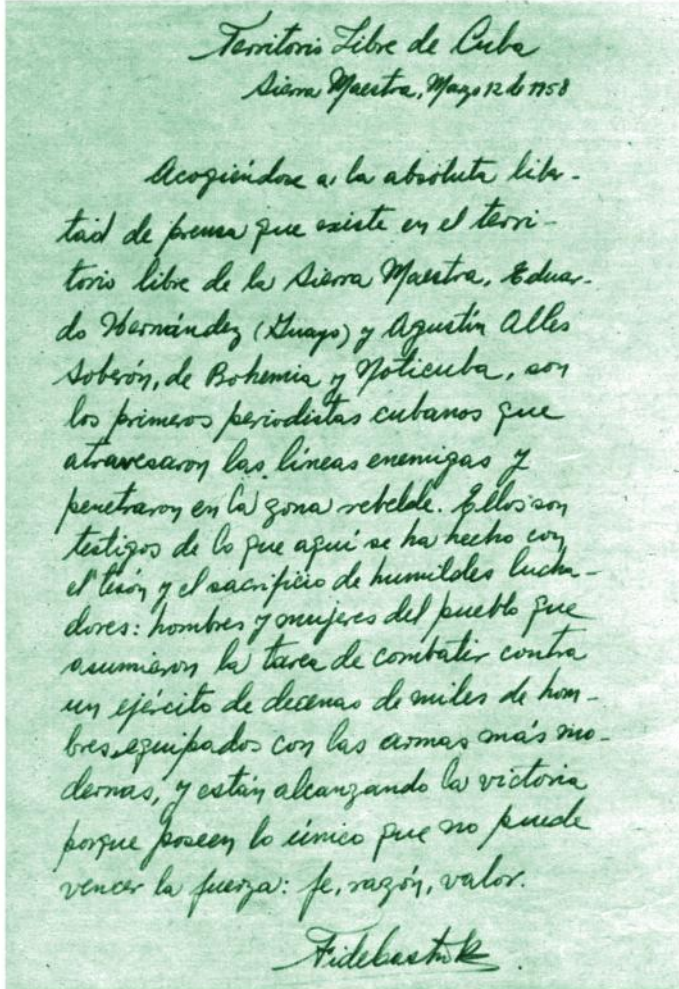 Territorio Libre de Cuba
Sierra Maestra, Marzo 12 de 1958
Acogiéndose a la absoluta liber-
tad de prensa que existe en el terri-
torio libre de la Sierra Maestra, Eduar-
do Hernández (Guayo) y Agustín Alles
Soberón, de Bohemia y Noticuba, son
los primeros periodistas cubanos que
atravesaron las líneas enemigas y
penetraron en la zona rebelde. Ellos son
testigos de lo que aquí se ha hecho con
el tesón y el sacrificio de humildes lucha-
dores: hombres y mujeres del pueblo que
asumieron la tarea de combatir contra
un ejército de decenas de miles de hom-
bres, equipados con las armas más mo-
dernas, y están alcanzando la victoria
porque poseen lo único que no puede
vencer la fuerza: fe, razón, valor.
Fidel Castro R